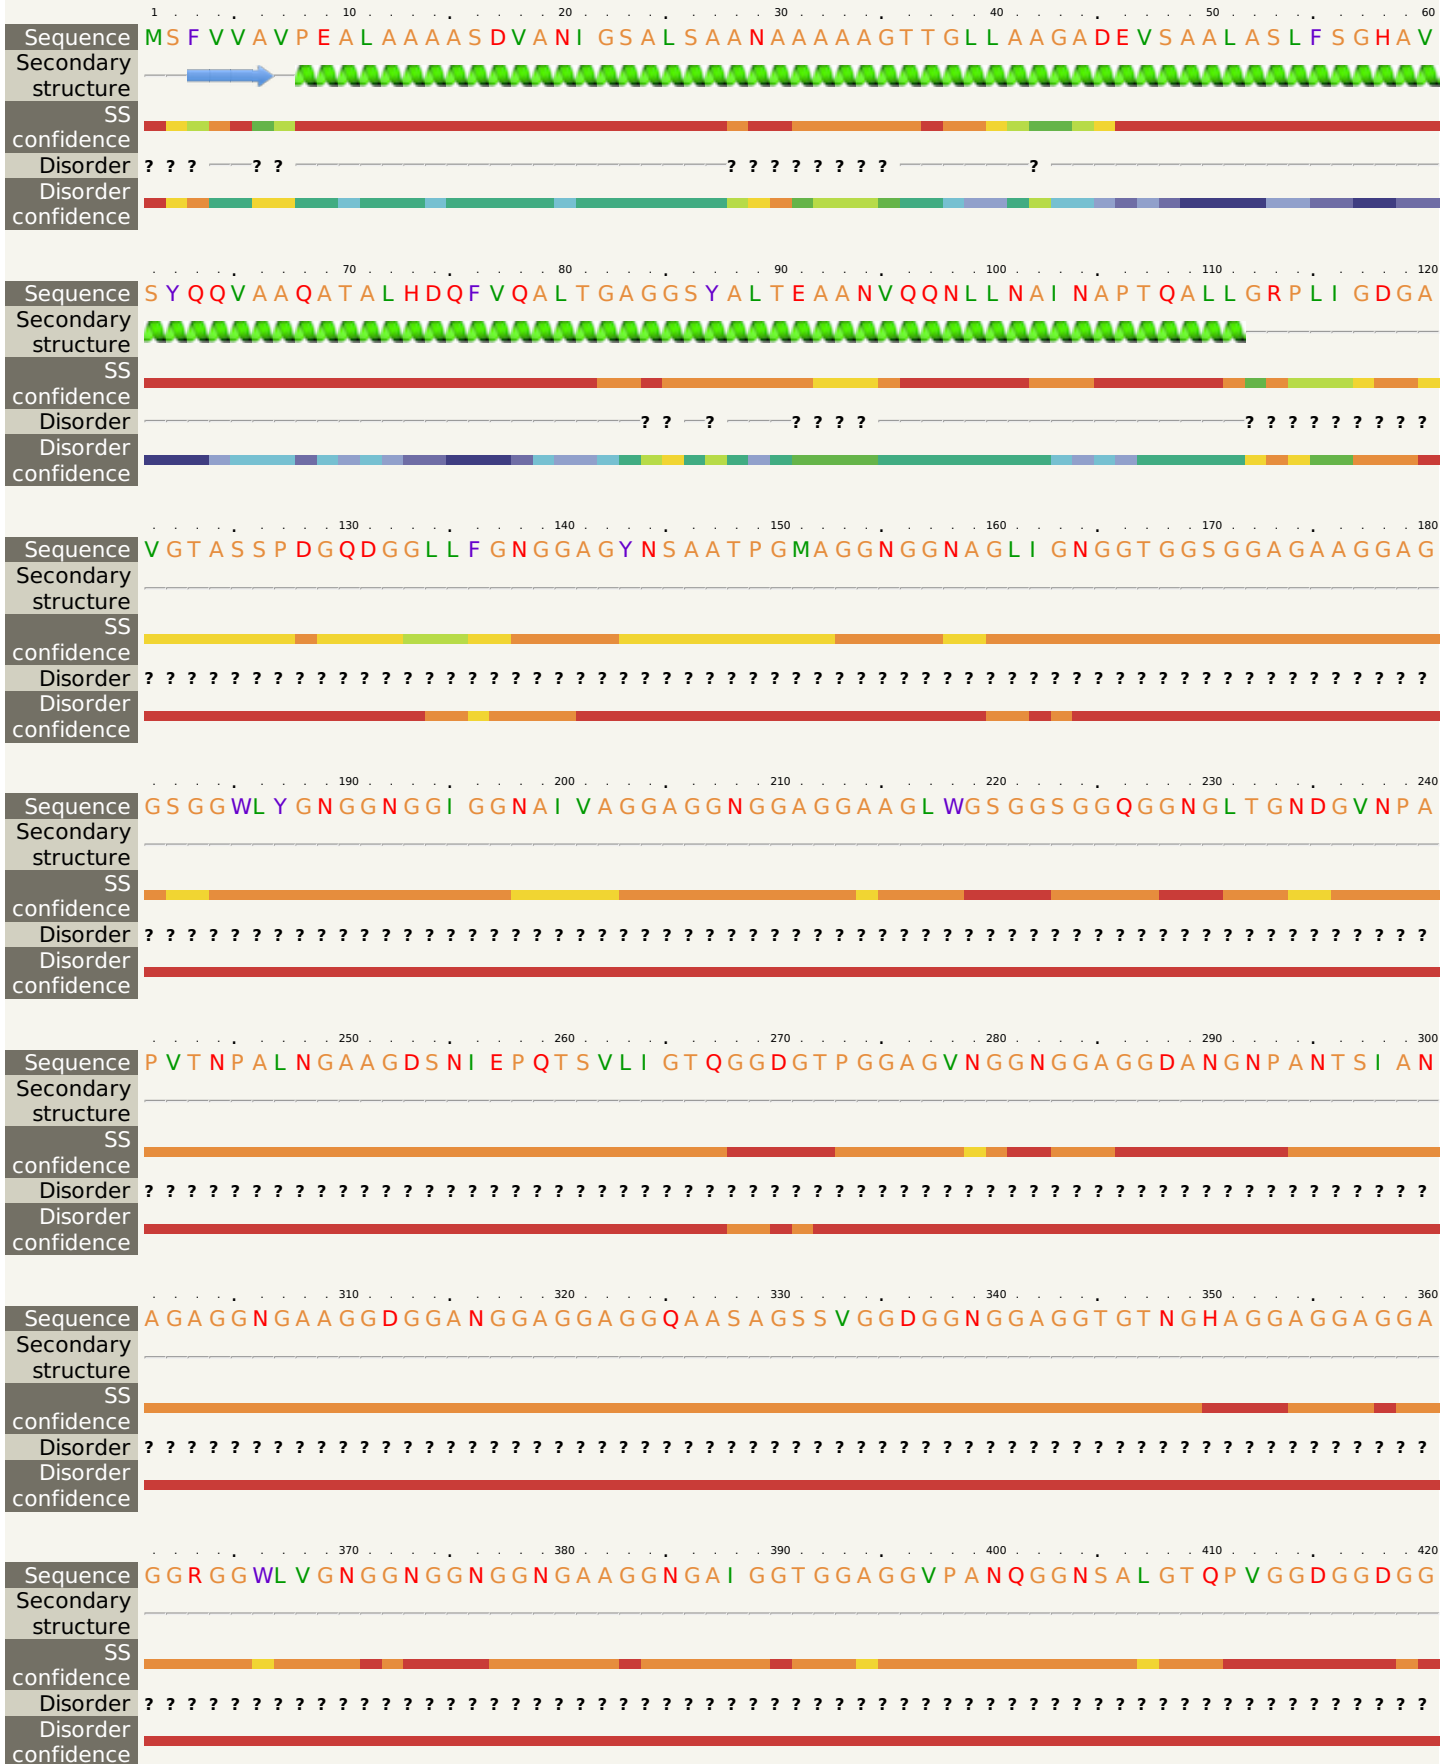 1 10 20 30 40 50 60
Sequence MSFVVAVPEALAAAASDVANIGSALSAANAAAAAGTTGLLAAGADEVSAALASLFSGHAV
Secondary
structure
SS
confidence
Disorder ??? ?? ???????? ?
Disorder
confidence
70 80 90 100 110 120
Sequence SYQQVAAQATALHDQFVQALTGAGGSYALTEAANVQQNLLNAINAPTQALLGRPLIGDGA
Secondary
structure
SS
confidence
Disorder ?? ? ???? ?????????
Disorder
confidence
130 140 150 160 170 180
Sequence VGTASSPDGQDGGLLFGNGGAGYNSAATPGMAGGNGGNAGLIGNGGTGGSGGAGAAGGAG
Secondary
structure
SS
confidence
Disorder ????????????????????????????????????????????????????????????
Disorder
confidence
190 200 210 220 230 240
Sequence GSGGWLYGNGGNGGIGGNAIVAGGAGGNGGAGGAAGLWGSGGSGGQGGNGLTGNDGVNPA
Secondary
structure
SS
confidence
Disorder ????????????????????????????????????????????????????????????
Disorder
confidence
250 260 270 280 290 300
Sequence PVTNPALNGAAGDSNIEPQTSVLIGTQGGDGTPGGAGVNGGNGGAGGDANGNPANTSIAN
Secondary
structure
SS
confidence
Disorder ????????????????????????????????????????????????????????????
Disorder
confidence
310 320 330 340 350 360
Sequence AGAGGNGAAGGDGGANGGAGGAGGQAASAGSSVGGDGGNGGAGGTGTNGHAGGAGGAGGA
Secondary
structure
SS
confidence
Disorder ????????????????????????????????????????????????????????????
Disorder
confidence
370 380 390 400 410 420
Sequence GGRGGWLVGNGGNGGNGGNGAAGGNGAIGGTGGAGGVPANQGGNSALGTQPVGGDGGDGG
Secondary
structure
SS
confidence
Disorder ????????????????????????????????????????????????????????????
Disorder
confidence